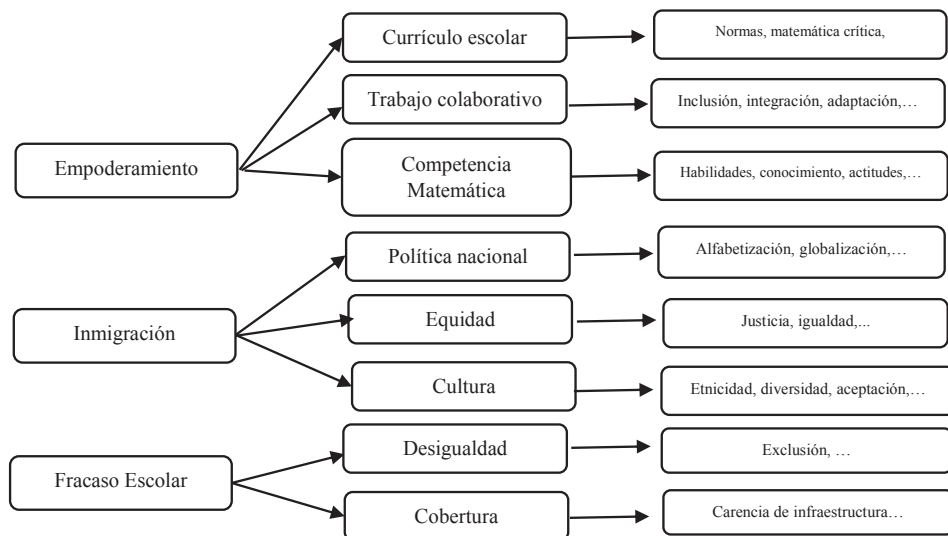 Currículo escolar
Normas, matemática crítica,
Trabajo colaborativo
Inclusión, integración, adaptación,…
Empoderamiento
Competencia
Matemática
Habilidades, conocimiento, actitudes,…
Política nacional
Alfabetización, globalización,…
Inmigración
Equidad
Justicia, igualdad,...
Cultura
Etnicidad, diversidad, aceptación,…
Desigualdad
Exclusión, …
Fracaso Escolar
Cobertura
Carencia de infraestructura…